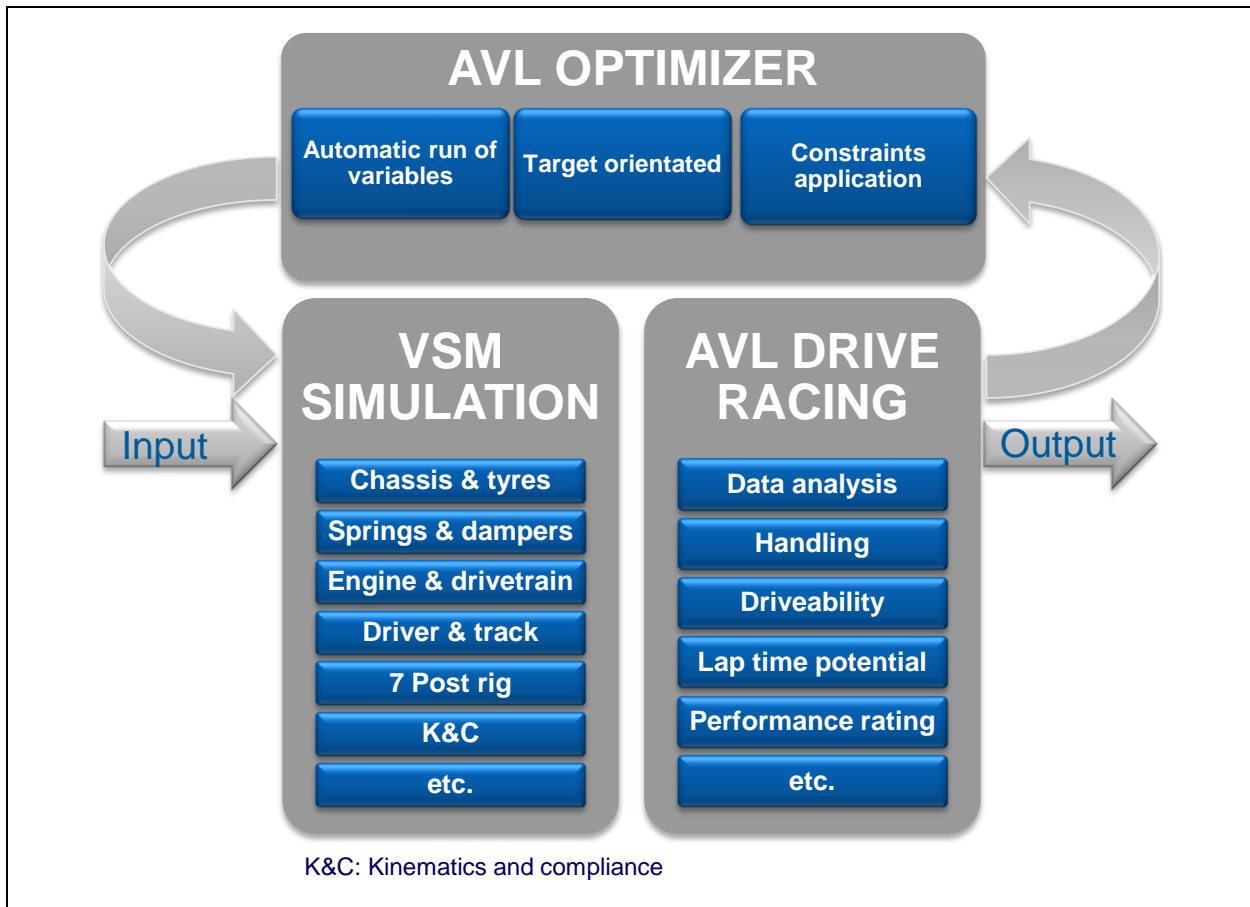 AVL OPTIMIZER
Automatic run of
variables
Target orientated
Constraints
application
Input
VSM
SIMULATION
Chassis & tyres
Springs & dampers
Engine & drivetrain
Driver & track
7 Post rig
K&C
etc.
AVL DRIVE
RACING
Data analysis
Handling
Driveability
Lap time potential
Performance rating
etc.
Output
K&C: Kinematics and compliance